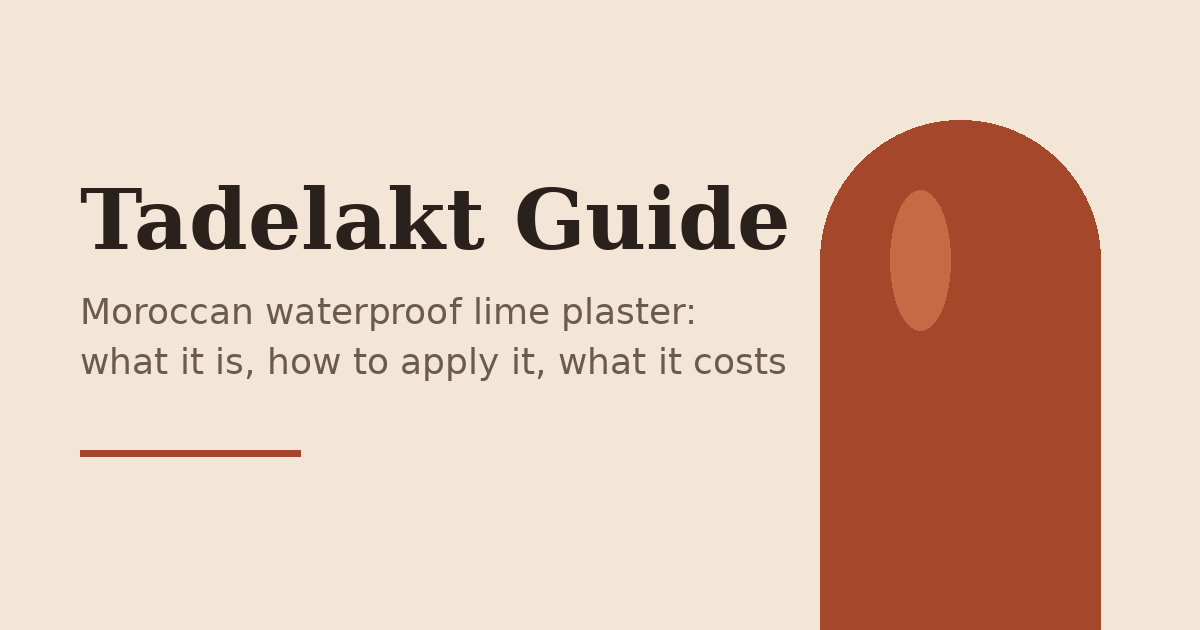 Tadelakt Guide
Moroccan waterproof lime plaster:
what it is, how to apply it, what it costs